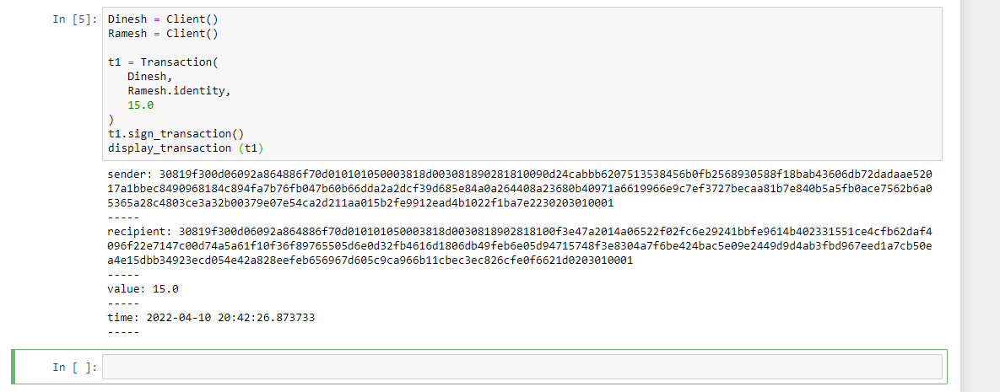 In [5]: Dinesh = Client()
Ramesh = Client()
t1 = Transaction(
Dinesh,
Ramesh.identity,
15.0
)
t1.sign_transaction()
display_transaction (t1)
sender: 30819f300d06092a864886f70d010101050003818d003081890281810090d24cabbb6207513538456b0fb2568930588f18bab43606db72dadaae520
17a1bbec8490968184c894fa7b76fb047b60b66dda2a2dcf39d685e84a0a264408a23680b40971a6619966e9c7ef3727becaa81b7e840b5a5fb0ace7562b6a0
5365a28c4803ce3a32b00379e07e54ca2d211aa015b2fe9912ead4b1022f1ba7e2230203010001
-----
recipient: 30819f300d06092a864886f70d010101050003818d0030818902818100f3e47a2014a06522f02fc6e29241bbfe9614b402331551ce4cfb62daf4
096f22e7147c00d74a5a61f10f36f89765505d6e0d32fb4616d1806db49feb6e05d94715748f3e8304a7f6be424bac5e09e2449d9d4ab3fbd967eed1a7cb50e
a4e15dbb34923ecd054e42a828eefeb656967d605c9ca966b11cbec3ec826cfe0f6621d0203010001
-----
value: 15.0
-----
time: 2022-04-10 20:42:26.873733
-----
In [ ]: